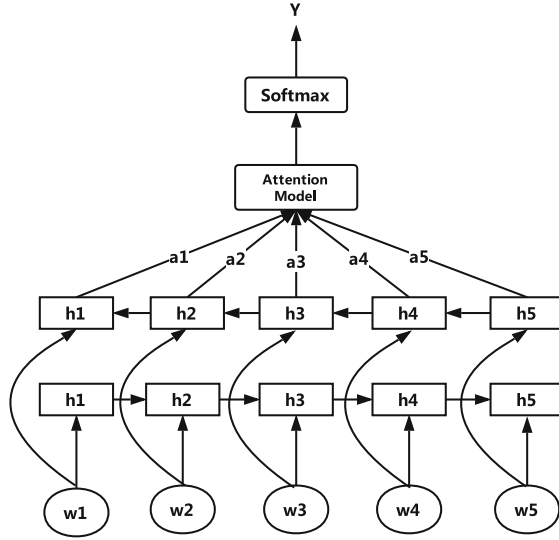 Y
Softmax
Attention
Model
a1 a2 a3 a4 a5
h1 h2 h3 h4 h5
h1 h2 h3 h4 h5
w1 w2 w3 w4 w5